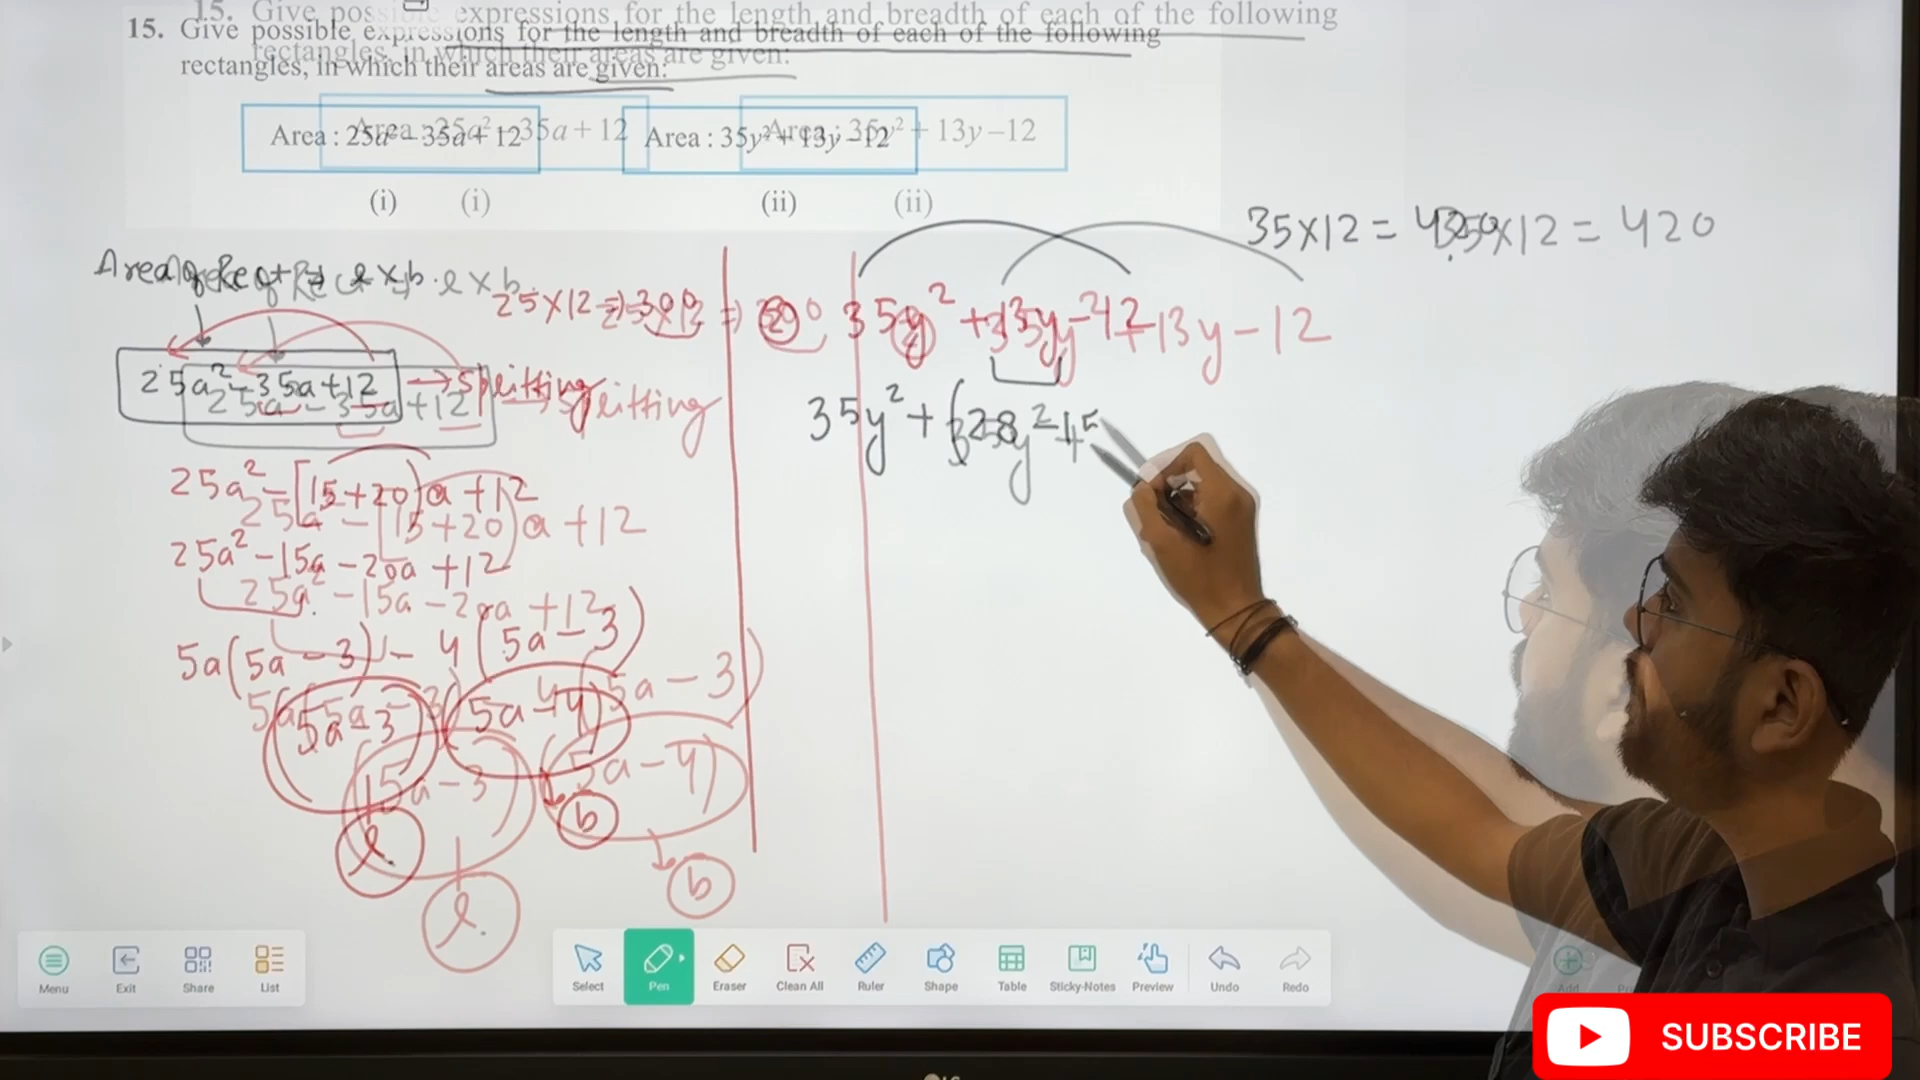 15. Give possible expressions for the length and breadth of each of the following
rectangles, in which their areas are given:
Area : 25a² – 35a + 12
Area : 35y² + 13y –12
(i)
(ii)
35×12 = 420
Area of Rect ⇒ l × b.
25×12 ⇒ 300
35y² + 13y – 12
25a² – 35a + 12 → Splitting
35y² + (28
25a² – [15+20]a + 12
25a² – 15a – 20a + 12
5a(5a – 3) – 4(5a – 3)
(5a – 3) (5a – 4)
b
l
Menu
Exit
Share
List
Select
Pen
Eraser
Clean All
Ruler
Shape
Table
Sticky-Notes
Preview
Undo
Redo
Add
SUBSCRIBE